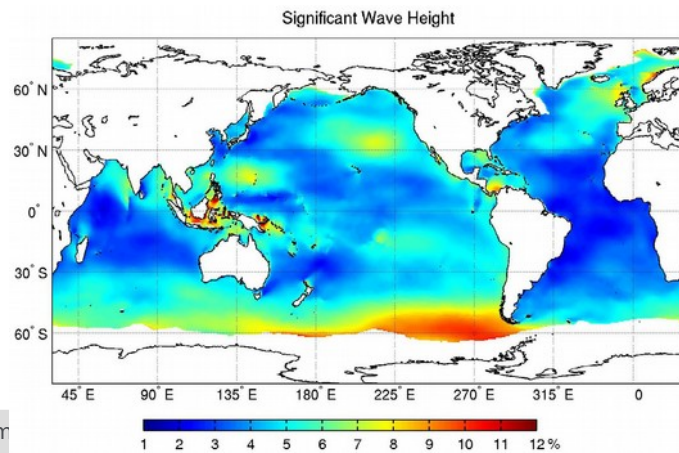 Significant Wave Height
60° N
30° N
0°
30° S
60° S
45° E 90° E 135° E 180° E 225° E 270° E 315° E 0
1 2 3 4 5 6 7 8 9 10 11 12 %